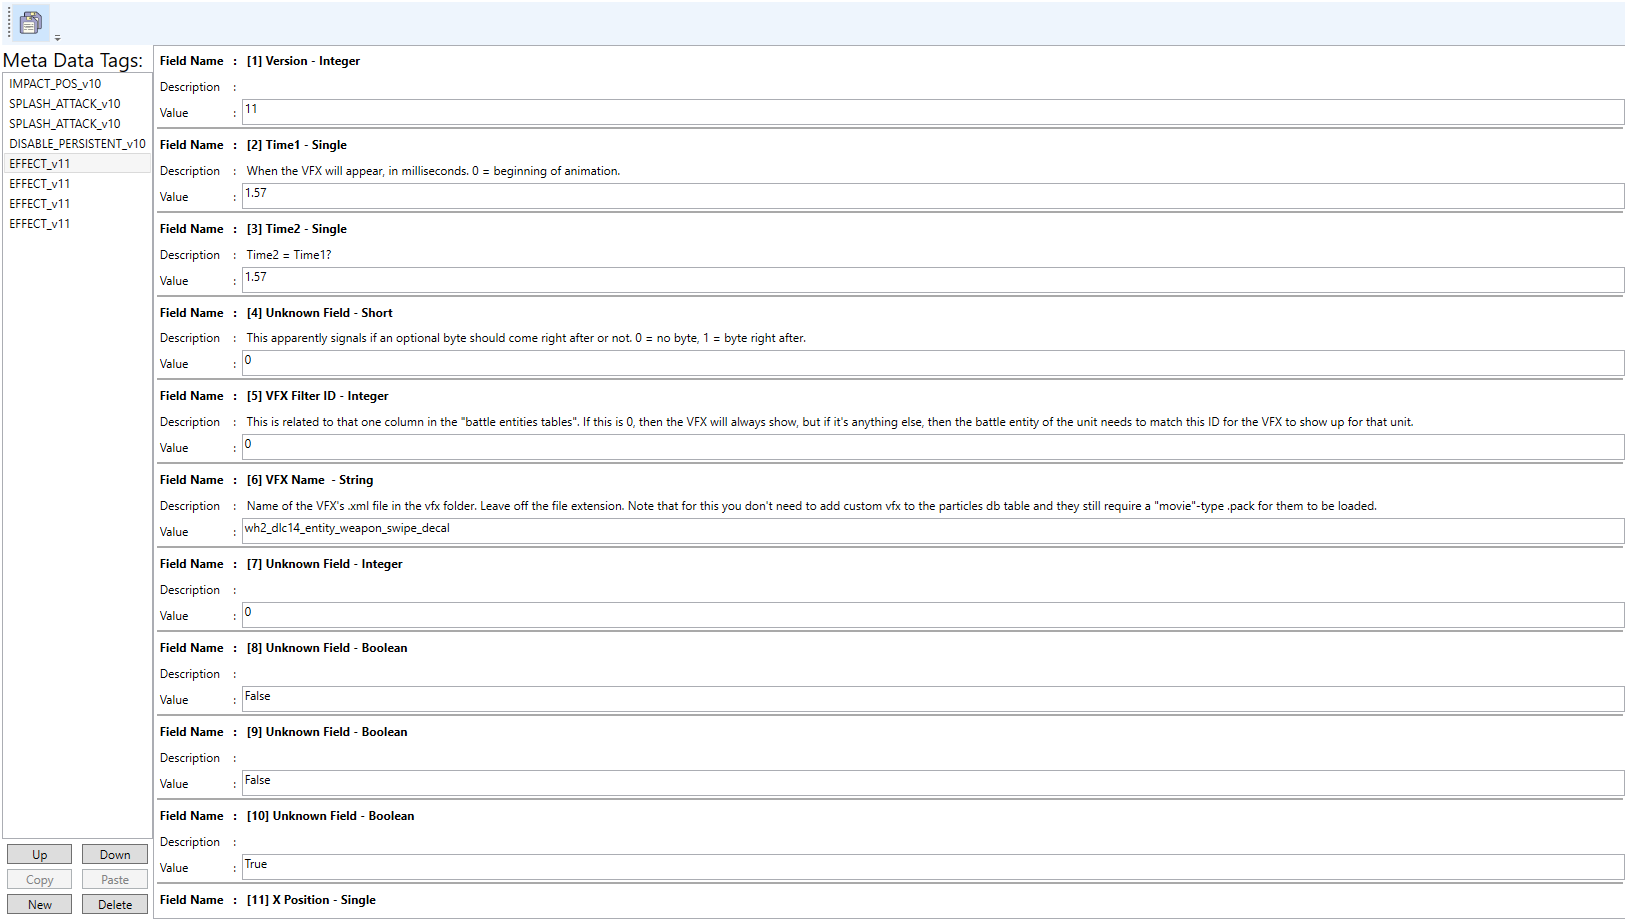 Meta Data Tags:
IMPACT_POS_v10
SPLASH_ATTACK_v10
SPLASH_ATTACK_v10
DISABLE_PERSISTENT_v10
EFFECT_v11
EFFECT_v11
EFFECT_v11
EFFECT_v11
Up Down
Copy Paste
New Delete
Field Name : [1] Version - Integer
Description :
Value : 11
Field Name : [2] Time1 - Single
Description : When the VFX will appear, in milliseconds. 0 = beginning of animation.
Value : 1.57
Field Name : [3] Time2 - Single
Description : Time2 = Time1?
Value : 1.57
Field Name : [4] Unknown Field - Short
Description : This apparently signals if an optional byte should come right after or not. 0 = no byte, 1 = byte right after.
Value : 0
Field Name : [5] VFX Filter ID - Integer
Description : This is related to that one column in the "battle entities tables". If this is 0, then the VFX will always show, but if it's anything else, then the battle entity of the unit needs to match this ID for the VFX to show up for that unit.
Value : 0
Field Name : [6] VFX Name - String
Description : Name of the VFX's .xml file in the vfx folder. Leave off the file extension. Note that for this you don't need to add custom vfx to the particles db table and they still require a "movie"-type .pack for them to be loaded.
Value : wh2_dlc14_entity_weapon_swipe_decal
Field Name : [7] Unknown Field - Integer
Description :
Value : 0
Field Name : [8] Unknown Field - Boolean
Description :
Value : False
Field Name : [9] Unknown Field - Boolean
Description :
Value : False
Field Name : [10] Unknown Field - Boolean
Description :
Value : True
Field Name : [11] X Position - Single